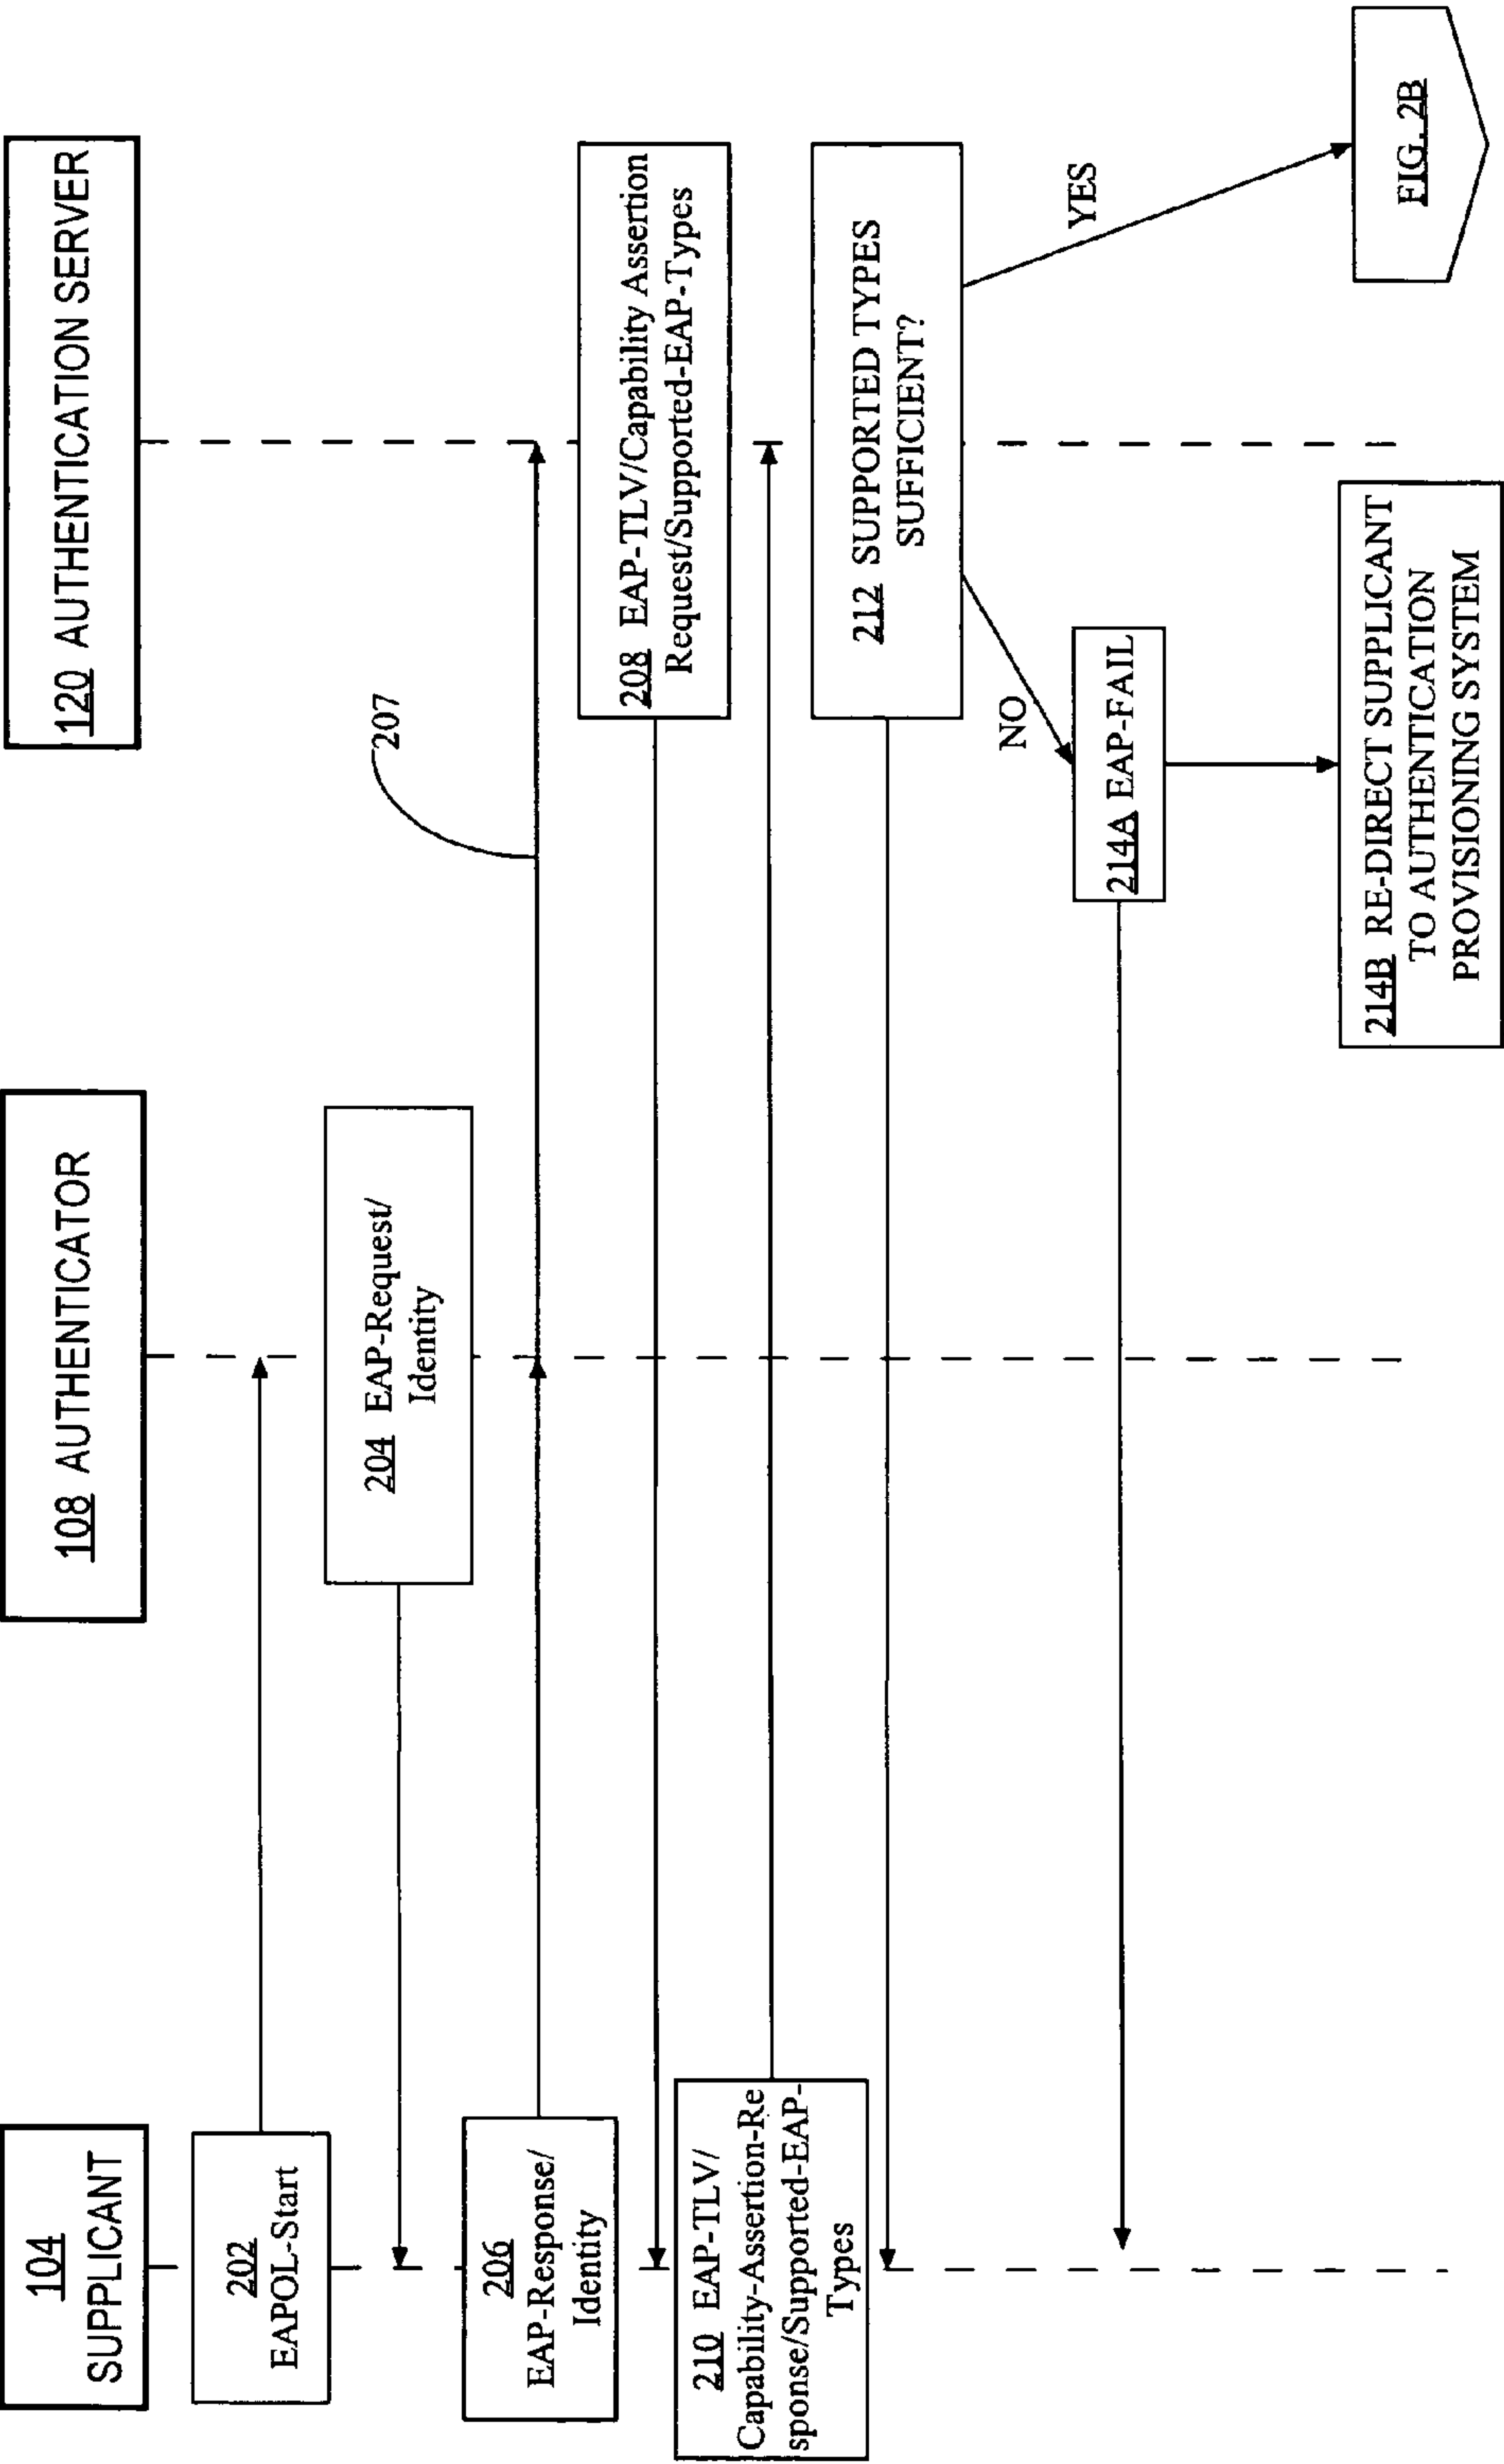 104
SUPPLICANT
108 AUTHENTICATOR
120 AUTHENTICATION SERVER
202
EAPOL-Start
204 EAP-Request/
Identity
206
EAP-Response/
Identity
207
208 EAP-TLV/Capability Assertion
Request/Supported-EAP-Types
210 EAP-TLV/
Capability-Assertion-Re
sponse/Supported-EAP-
Types
212 SUPPORTED TYPES
SUFFICIENT?
NO
YES
214A EAP-FAIL
214B RE-DIRECT SUPPLICANT
TO AUTHENTICATION
PROVISIONING SYSTEM
FIG. 2B